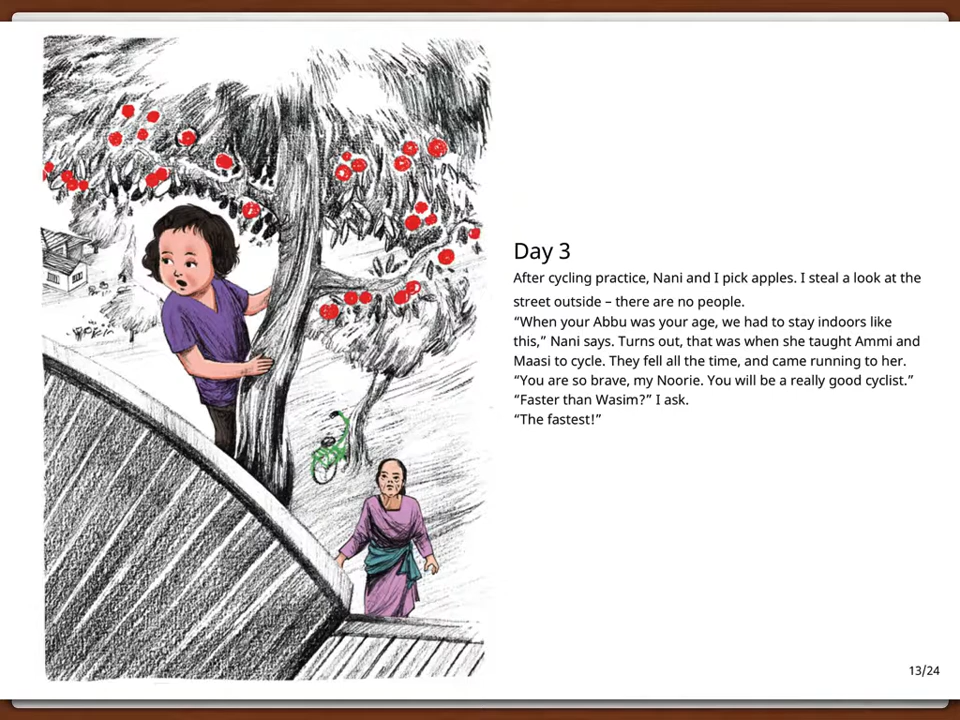 Day 3
After cycling practice, Nani and I pick apples. I steal a look at the
street outside – there are no people.
“When your Abbu was your age, we had to stay indoors like
this,” Nani says. Turns out, that was when she taught Ammi and
Maasi to cycle. They fell all the time, and came running to her.
“You are so brave, my Noorie. You will be a really good cyclist.”
“Faster than Wasim?” I ask.
“The fastest!”
13/24